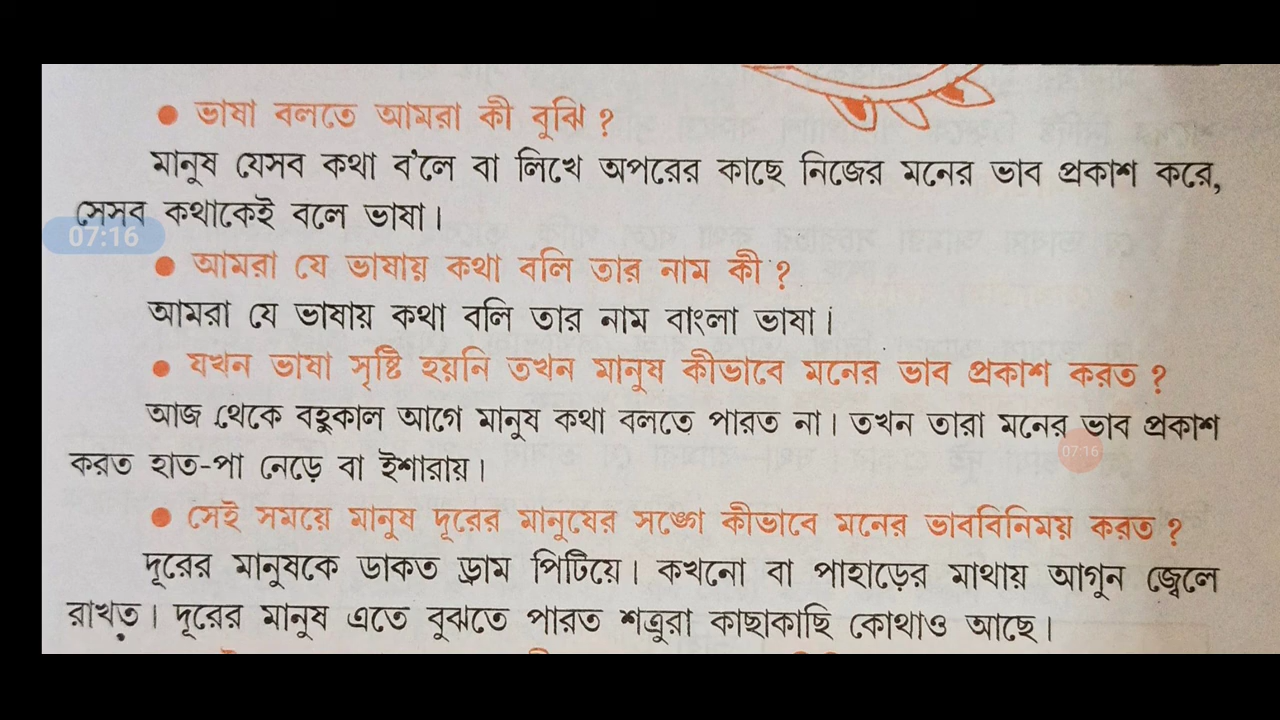 ● ভাষা বলতে আমরা কী বুঝি ?
মানুষ যেসব কথা ব'লে বা লিখে অপরের কাছে নিজের মনের ভাব প্রকাশ করে,
সেসব কথাকেই বলে ভাষা।
07:16
● আমরা যে ভাষায় কথা বলি তার নাম কী ?
আমরা যে ভাষায় কথা বলি তার নাম বাংলা ভাষা।
● যখন ভাষা সৃষ্টি হয়নি তখন মানুষ কীভাবে মনের ভাব প্রকাশ করত ?
আজ থেকে বহুকাল আগে মানুষ কথা বলতে পারত না। তখন তারা মনের ভাব প্রকাশ
07:16
করত হাত-পা নেড়ে বা ইশারায়।
● সেই সময়ে মানুষ দূরের মানুষের সঙ্গে কীভাবে মনের ভাববিনিময় করত ?
দূরের মানুষকে ডাকত ড্রাম পিটিয়ে। কখনো বা পাহাড়ের মাথায় আগুন জ্বেলে
রাখত। দূরের মানুষ এতে বুঝতে পারত শত্রুরা কাছাকাছি কোথাও আছে।